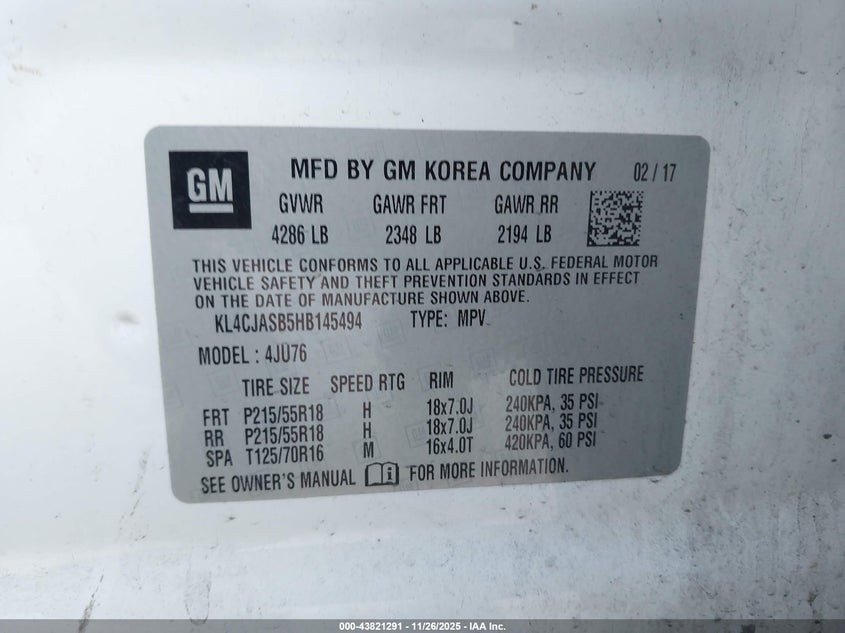 GM
MFD BY GM KOREA COMPANY 02 / 17
GVWR GAWR FRT GAWR RR
4286 LB 2348 LB 2194 LB
THIS VEHICLE CONFORMS TO ALL APPLICABLE U.S. FEDERAL MOTOR
VEHICLE SAFETY AND THEFT PREVENTION STANDARDS IN EFFECT
ON THE DATE OF MANUFACTURE SHOWN ABOVE.
KL4CJASB5HB145494 TYPE: MPV
MODEL: 4JU76
TIRE SIZE SPEED RTG RIM COLD TIRE PRESSURE
FRT P215/55R18 H 18x7.0J 240KPA, 35 PSI
RR P215/55R18 H 18x7.0J 240KPA, 35 PSI
SPA T125/70R16 M 16x4.0T 420KPA, 60 PSI
SEE OWNER'S MANUAL FOR MORE INFORMATION.
000-43821291 - 11/26/2025 - IAA Inc.